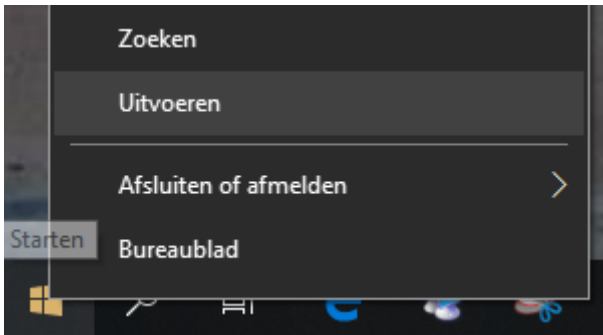 Zoeken
Uitvoeren
Afsluiten of afmelden
Starten
Bureaublad